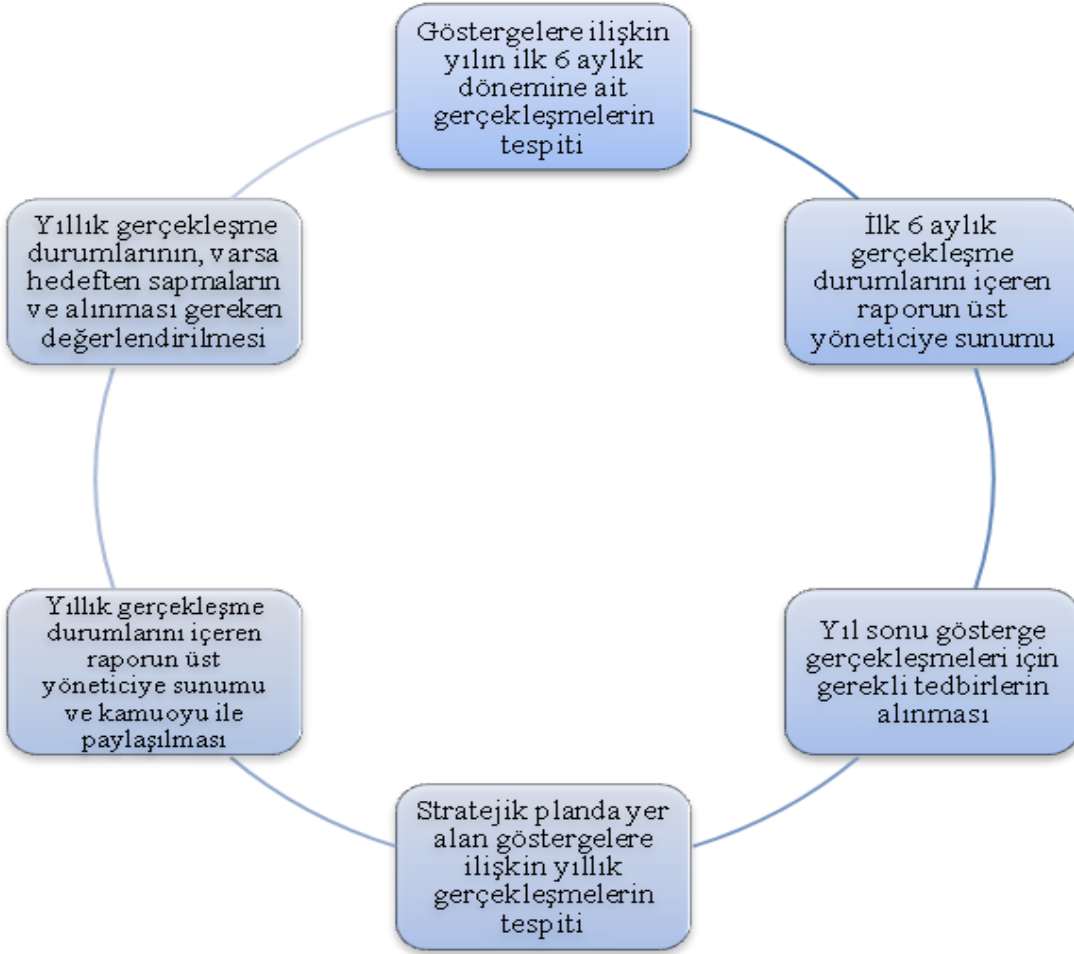 Göstergelere ilişkin
yılın ilk 6 aylık
dönemine ait
gerçekleşmelerin
tespiti
İlk 6 aylık
gerçekleşme
durumlarını içeren
raporun üst
yöneticiye sunumu
Yıl sonu gösterge
gerçekleşmeleri için
gerekli tedbirlerin
alınması
Stratejik planda yer
alan göstergelere
ilişkin yıllık
gerçekleşmelerin
tespiti
Yıllık gerçekleşme
durumlarını içeren
raporun üst
yöneticiye sunumu
ve kamuoyu ile
paylaşılması
Yıllık gerçekleşme
durumlarının, varsa
hedeften sapmaların
ve alınması gereken
değerlendirilmesi